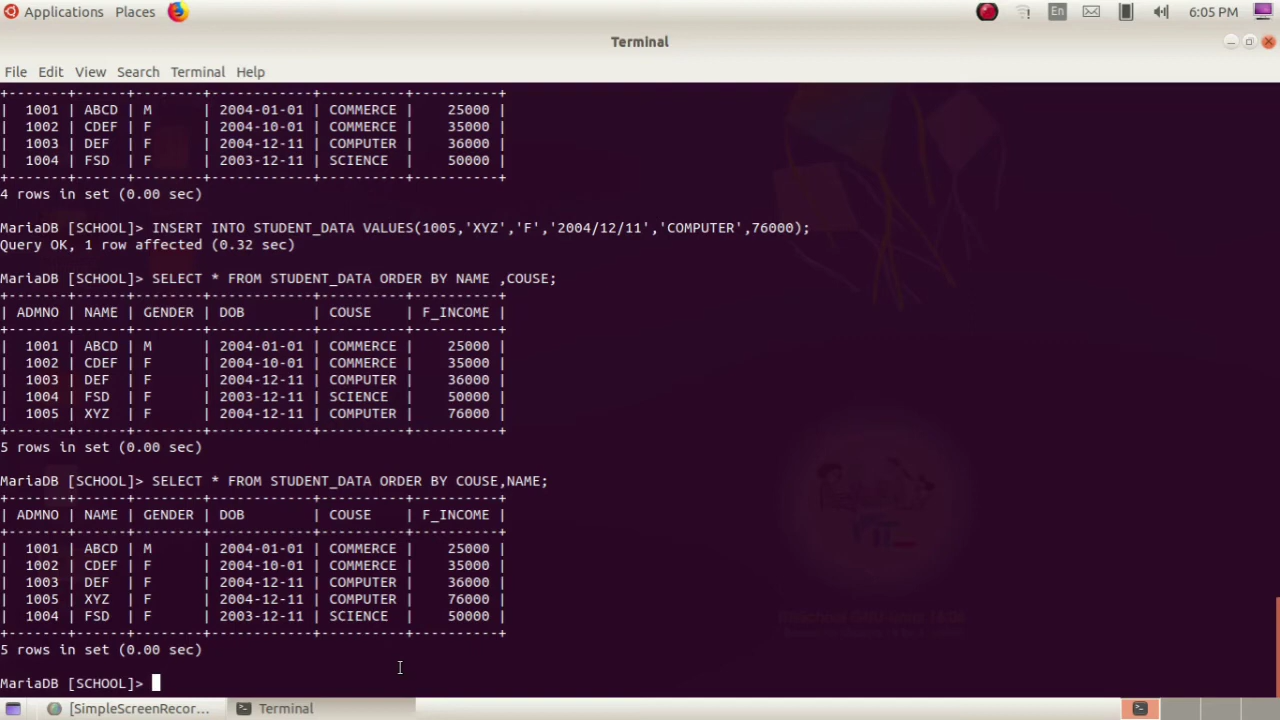 Applications Places En 6:05 PM
Terminal
File Edit View Search Terminal Help
+-------+------+--------+------------+----------+----------+
| 1001 | ABCD | M | 2004-01-01 | COMMERCE | 25000 |
| 1002 | CDEF | F | 2004-10-01 | COMMERCE | 35000 |
| 1003 | DEF | F | 2004-12-11 | COMPUTER | 36000 |
| 1004 | FSD | F | 2003-12-11 | SCIENCE | 50000 |
+-------+------+--------+------------+----------+----------+
4 rows in set (0.00 sec)
MariaDB [SCHOOL]> INSERT INTO STUDENT_DATA VALUES(1005,'XYZ','F','2004/12/11','COMPUTER',76000);
Query OK, 1 row affected (0.32 sec)
MariaDB [SCHOOL]> SELECT * FROM STUDENT_DATA ORDER BY NAME ,COUSE;
+-------+------+--------+------------+----------+----------+
| ADMNO | NAME | GENDER | DOB | COUSE | F_INCOME |
+-------+------+--------+------------+----------+----------+
| 1001 | ABCD | M | 2004-01-01 | COMMERCE | 25000 |
| 1002 | CDEF | F | 2004-10-01 | COMMERCE | 35000 |
| 1003 | DEF | F | 2004-12-11 | COMPUTER | 36000 |
| 1004 | FSD | F | 2003-12-11 | SCIENCE | 50000 |
| 1005 | XYZ | F | 2004-12-11 | COMPUTER | 76000 |
+-------+------+--------+------------+----------+----------+
5 rows in set (0.00 sec)
MariaDB [SCHOOL]> SELECT * FROM STUDENT_DATA ORDER BY COUSE,NAME;
+-------+------+--------+------------+----------+----------+
| ADMNO | NAME | GENDER | DOB | COUSE | F_INCOME |
+-------+------+--------+------------+----------+----------+
| 1001 | ABCD | M | 2004-01-01 | COMMERCE | 25000 |
| 1002 | CDEF | F | 2004-10-01 | COMMERCE | 35000 |
| 1003 | DEF | F | 2004-12-11 | COMPUTER | 36000 |
| 1005 | XYZ | F | 2004-12-11 | COMPUTER | 76000 |
| 1004 | FSD | F | 2003-12-11 | SCIENCE | 50000 |
+-------+------+--------+------------+----------+----------+
5 rows in set (0.00 sec)
MariaDB [SCHOOL]>
[SimpleScreenRecor... Terminal